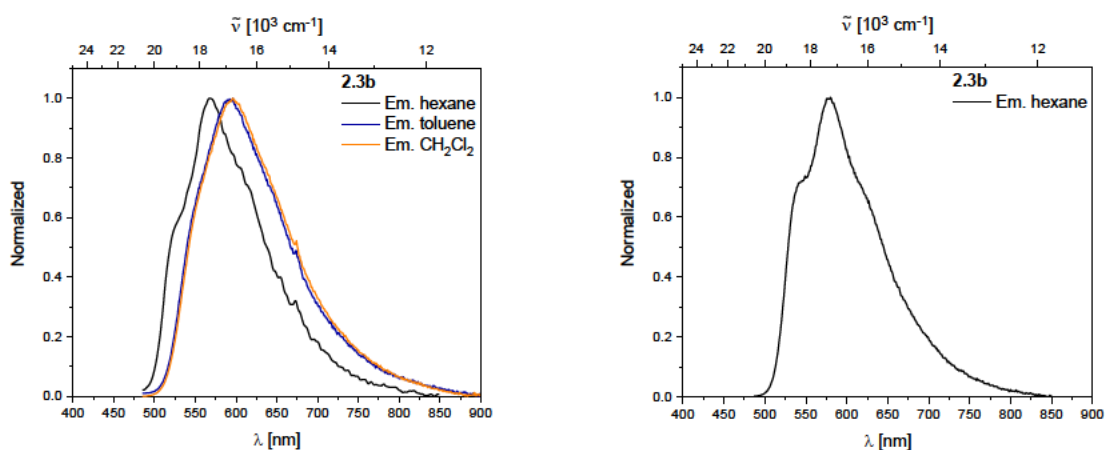 ν̃ [10³ cm⁻¹]
24 22 20 18 16 14 12
2.3b
Em. hexane
Em. toluene
Em. CH₂Cl₂
Normalized
1.0
0.8
0.6
0.4
0.2
0.0
400 450 500 550 600 650 700 750 800 850 900
λ [nm]
ν̃ [10³ cm⁻¹]
24 22 20 18 16 14 12
2.3b
Em. hexane
Normalized
1.0
0.8
0.6
0.4
0.2
0.0
400 450 500 550 600 650 700 750 800 850 900
λ [nm]